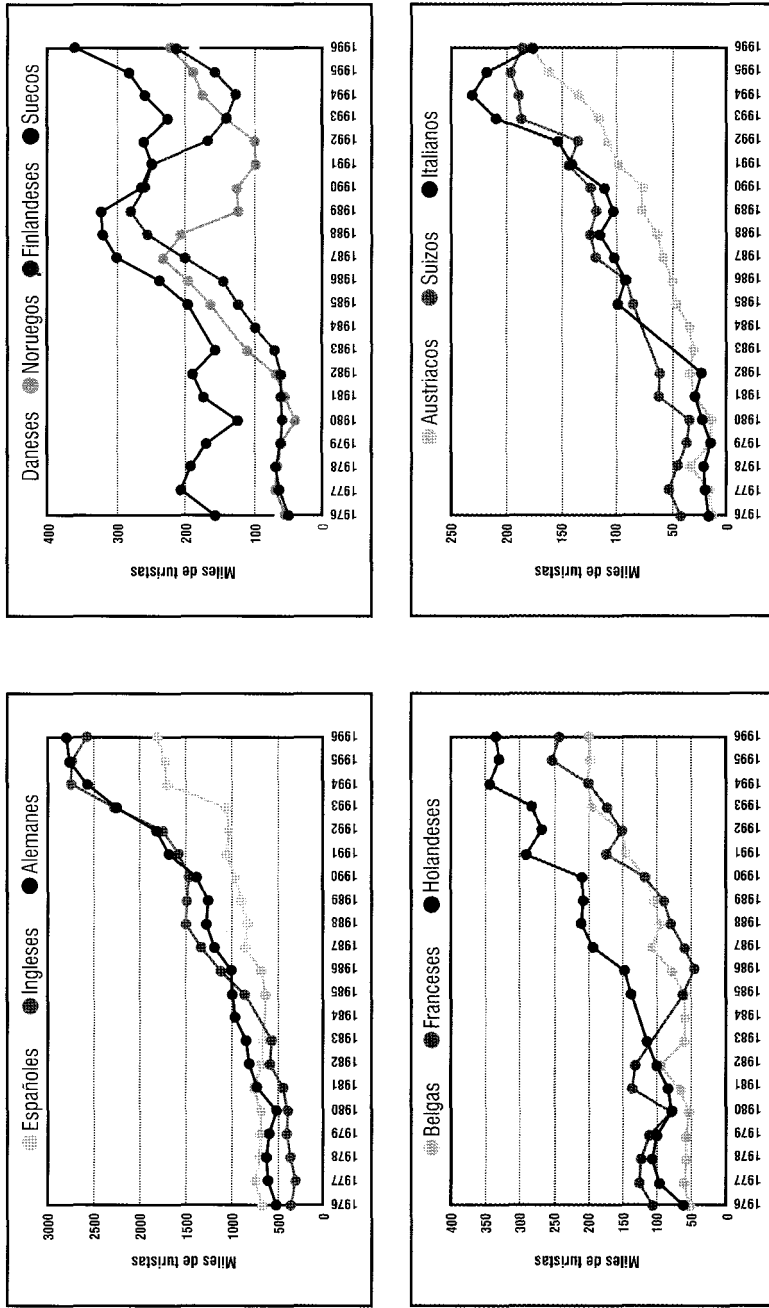 Españoles Ingleses Alemanes
3000
2500
2000
1500
1000
500
0
Miles de turistas
1976 1977 1978 1979 1980 1981 1982 1983 1984 1985 1986 1987 1988 1989 1990 1991 1992 1993 1994 1995 1996
Daneses Noruegos Finlandeses Suecos
400
300
200
100
0
Miles de turistas
1976 1977 1978 1979 1980 1981 1982 1983 1984 1985 1986 1987 1988 1989 1990 1991 1992 1993 1994 1995 1996
Belgas Franceses Holandeses
400
350
300
250
200
150
100
50
0
Miles de turistas
1976 1977 1978 1979 1980 1981 1982 1983 1984 1985 1986 1987 1988 1989 1990 1991 1992 1993 1994 1995 1996
Austriacos Suizos Italianos
250
200
150
100
50
0
Miles de turistas
1976 1977 1978 1979 1980 1981 1982 1983 1984 1985 1986 1987 1988 1989 1990 1991 1992 1993 1994 1995 1996